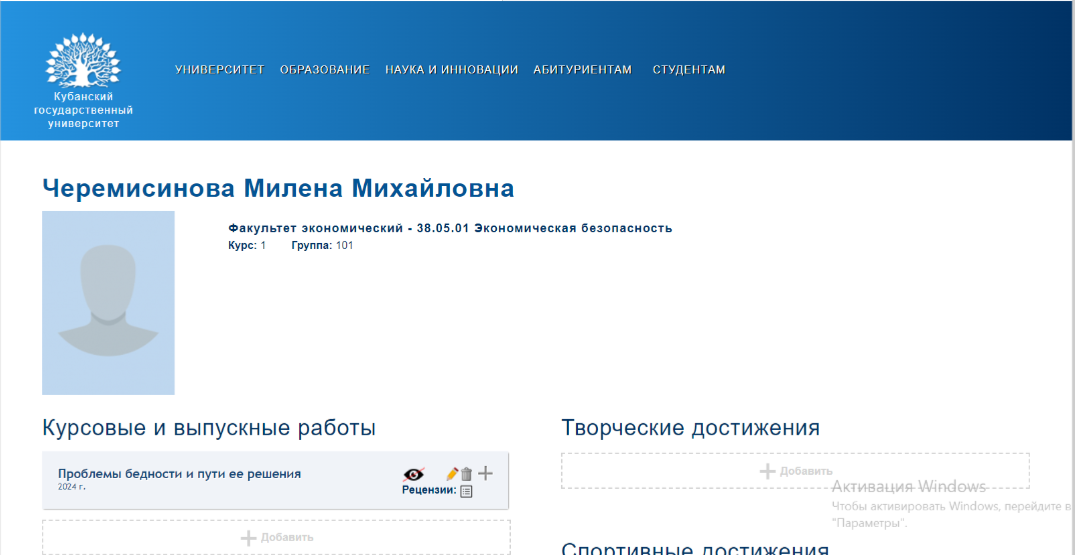 Кубанский
государственный
университет
УНИВЕРСИТЕТ ОБРАЗОВАНИЕ НАУКА И ИННОВАЦИИ АБИТУРИЕНТАМ СТУДЕНТАМ
Черемисинова Милена Михайловна
Факультет экономический - 38.05.01 Экономическая безопасность
Курс: 1 Группа: 101
Курсовые и выпускные работы
Проблемы бедности и пути ее решения
2024 г.
Рецензии:
Добавить
Творческие достижения
Добавить
Спортивные достижения
Активация Windows
Чтобы активировать Windows, перейдите в
"Параметры".